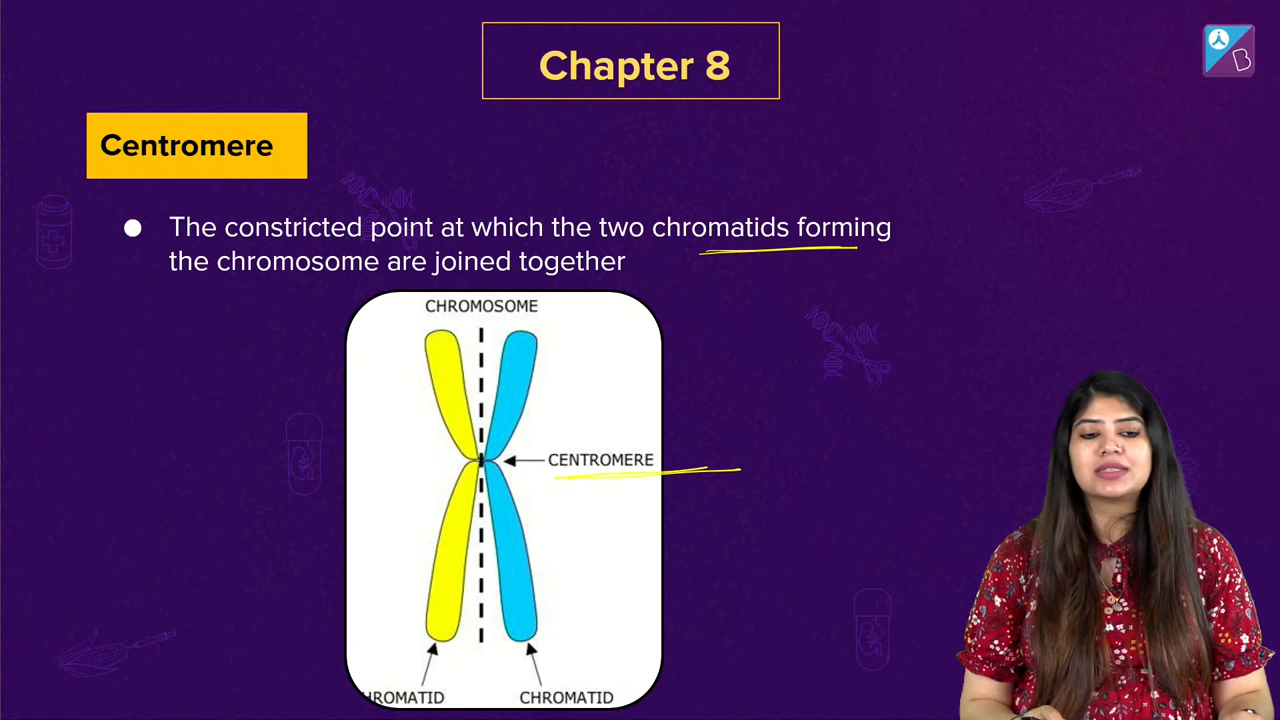 Chapter 8
B
Centromere
The constricted point at which the two chromatids forming
the chromosome are joined together
CHROMOSOME
CENTROMERE
HROMATID
CHROMATID